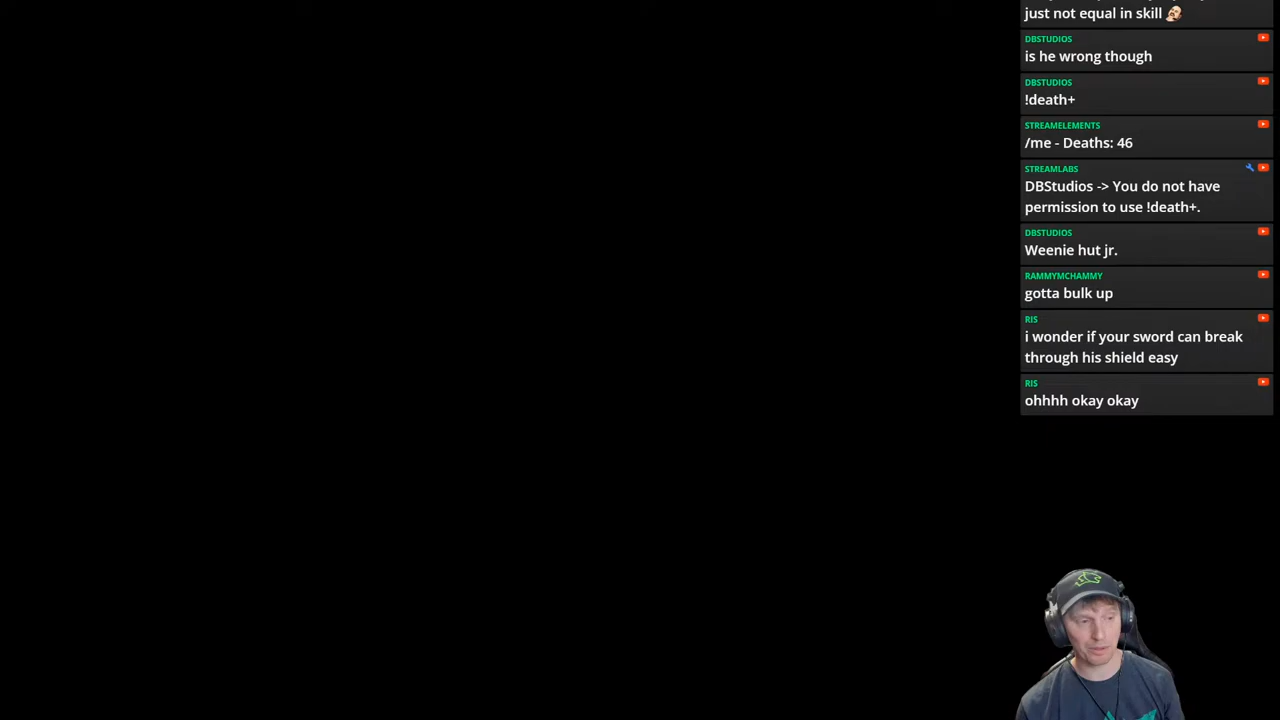 just not equal in skill
DBSTUDIOS
is he wrong though
DBSTUDIOS
!death+
STREAMELEMENTS
/me - Deaths: 46
STREAMLABS
DBStudios -> You do not have
permission to use !death+.
DBSTUDIOS
Weenie hut jr.
RAMMYMCHAMMY
gotta bulk up
RIS
i wonder if your sword can break
through his shield easy
RIS
ohhhh okay okay